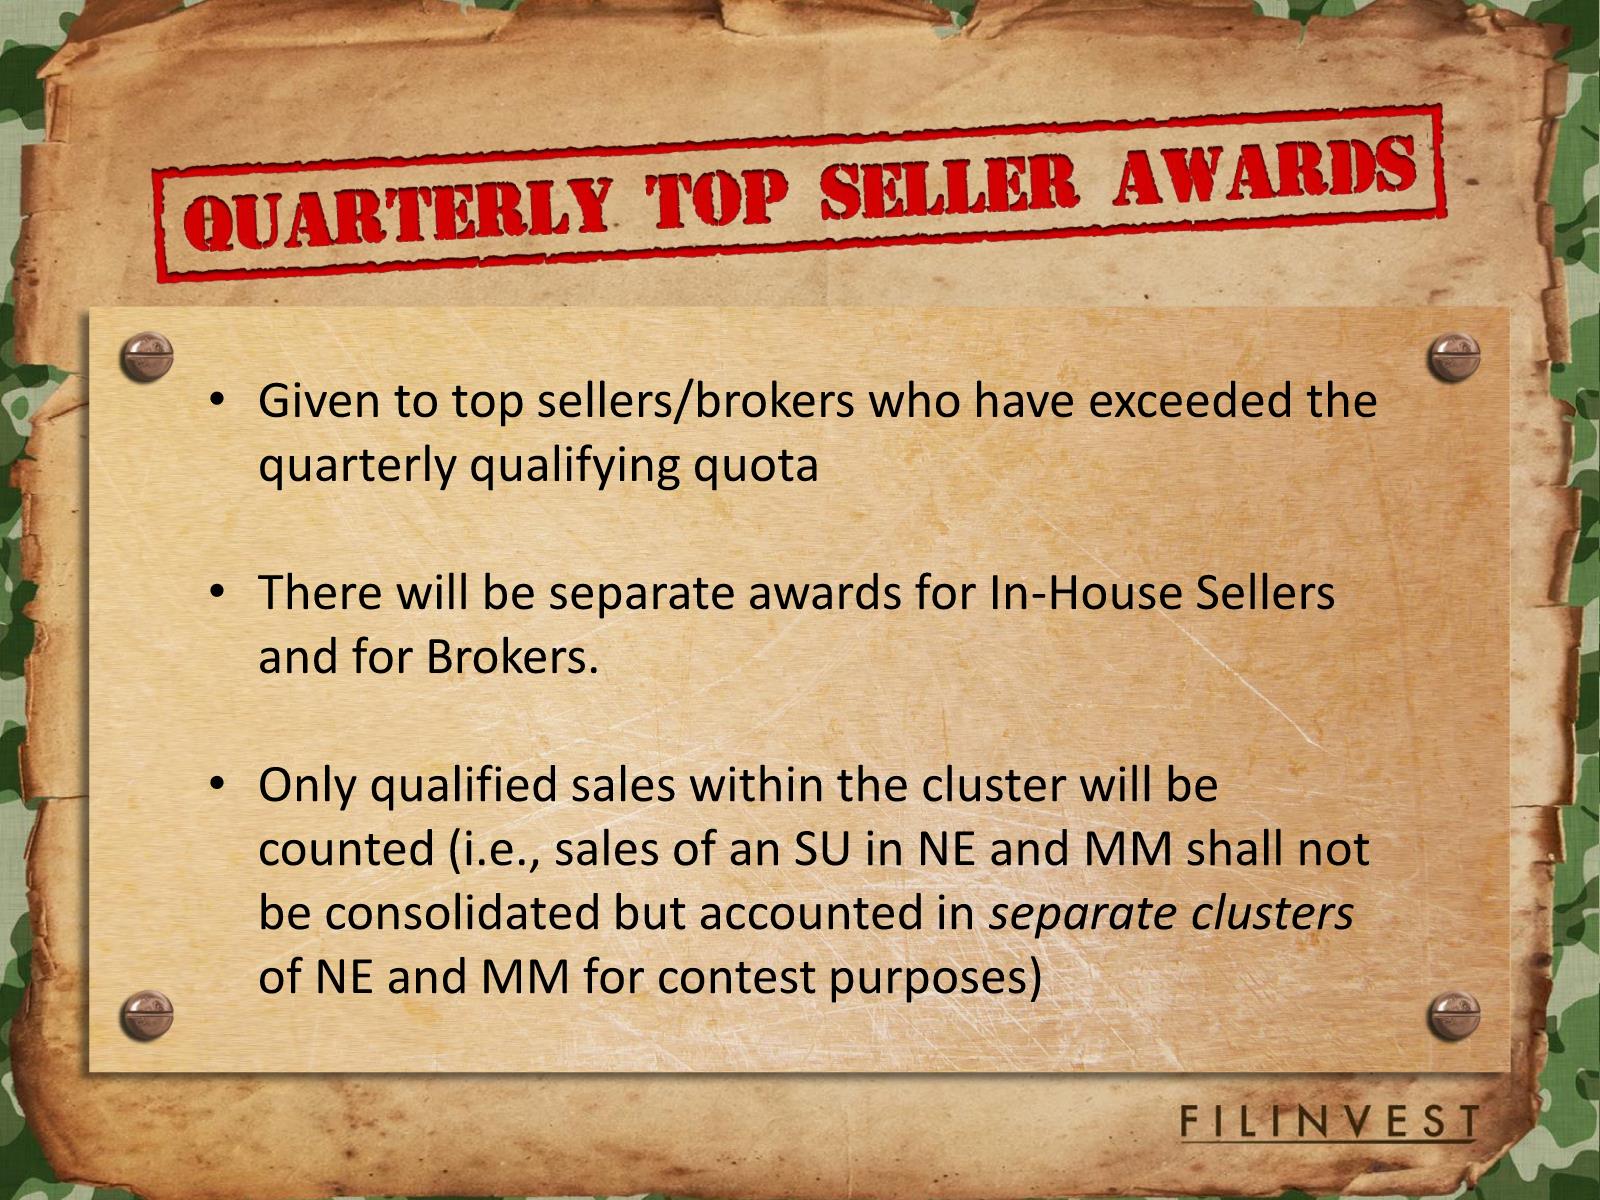 QUARTERLY TOP SELLER AWARDS
• Given to top sellers/brokers who have exceeded the
quarterly qualifying quota
• There will be separate awards for In-House Sellers
and for Brokers.
• Only qualified sales within the cluster will be
counted (i.e., sales of an SU in NE and MM shall not
be consolidated but accounted in separate clusters
of NE and MM for contest purposes)
FILINVEST